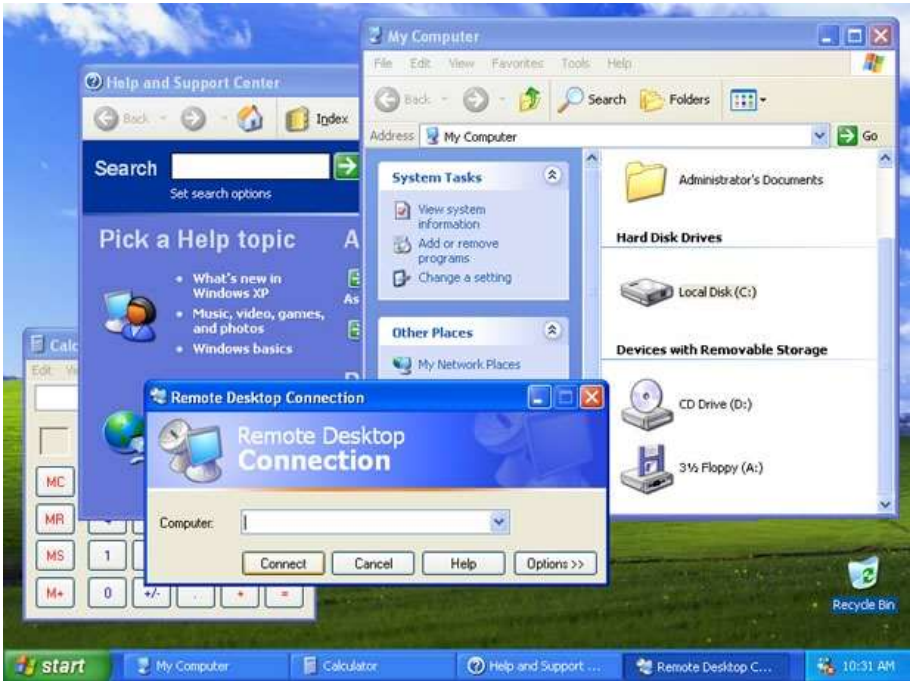 My Computer
File Edit View Favorites Tools Help
Back Search Folders
Address My Computer Go
System Tasks
View system
information
Add or remove
programs
Change a setting
Other Places
My Network Places
Administrator's Documents
Hard Disk Drives
Local Disk (C:)
Devices with Removable Storage
CD Drive (D:)
3½ Floppy (A:)
Help and Support Center
Back Index
Search
Set search options
Pick a Help topic A
What's new in
Windows XP
As
Music, video, games,
and photos
Windows basics
Calc
Edit
MC
MR
MS 1
M+ 0 +/- . + =
Remote Desktop Connection
Remote Desktop
Connection
Computer:
Connect Cancel Help Options >>
Recycle Bin
start My Computer Calculator Help and Support ... Remote Desktop C... 10:31 AM